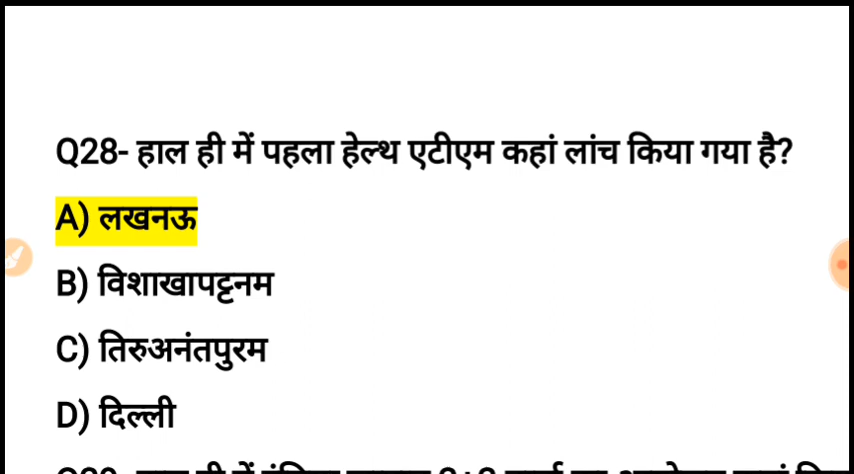 Q28- हाल ही में पहला हेल्थ एटीएम कहां लांच किया गया है?
A) लखनऊ
B) विशाखापट्टनम
C) तिरुअनंतपुरम
D) दिल्ली